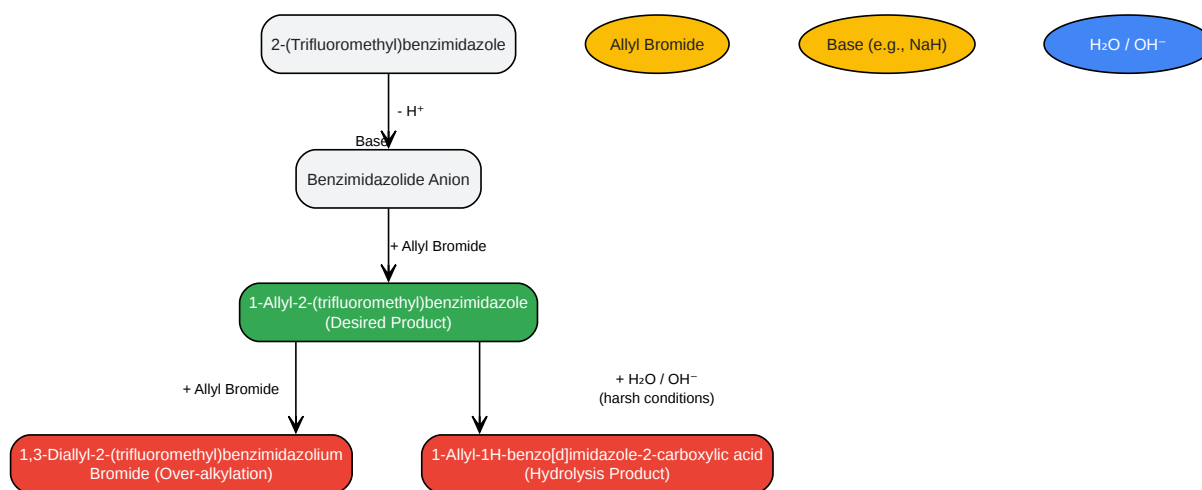 2-(Trifluoromethyl)benzimidazole
Allyl Bromide
Base (e.g., NaH)
H₂O / OH⁻
- H⁺
Base
Benzimidazolide Anion
+ Allyl Bromide
1-Allyl-2-(trifluoromethyl)benzimidazole
(Desired Product)
+ Allyl Bromide
+ H₂O / OH⁻
(harsh conditions)
1,3-Diallyl-2-(trifluoromethyl)benzimidazolium
Bromide (Over-alkylation)
1-Allyl-1H-benzo[d]imidazole-2-carboxylic acid
(Hydrolysis Product)